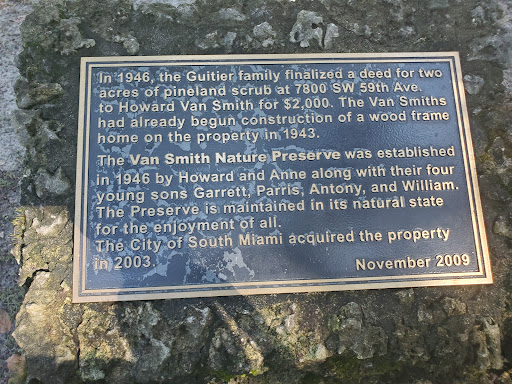 In 1946, the Guitier family finalized a deed for two
acres of pineland scrub at 7800 SW 59th Ave.
to Howard Van Smith for $2,000. The Van Smiths
had already begun construction of a wood frame
home on the property in 1943.
The Van Smith Nature Preserve was established
in 1946 by Howard and Anne along with their four
young sons Garrett, Parris, Antony, and William.
The Preserve is maintained in its natural state
for the enjoyment of all.
The City of South Miami acquired the property
in 2003. November 2009